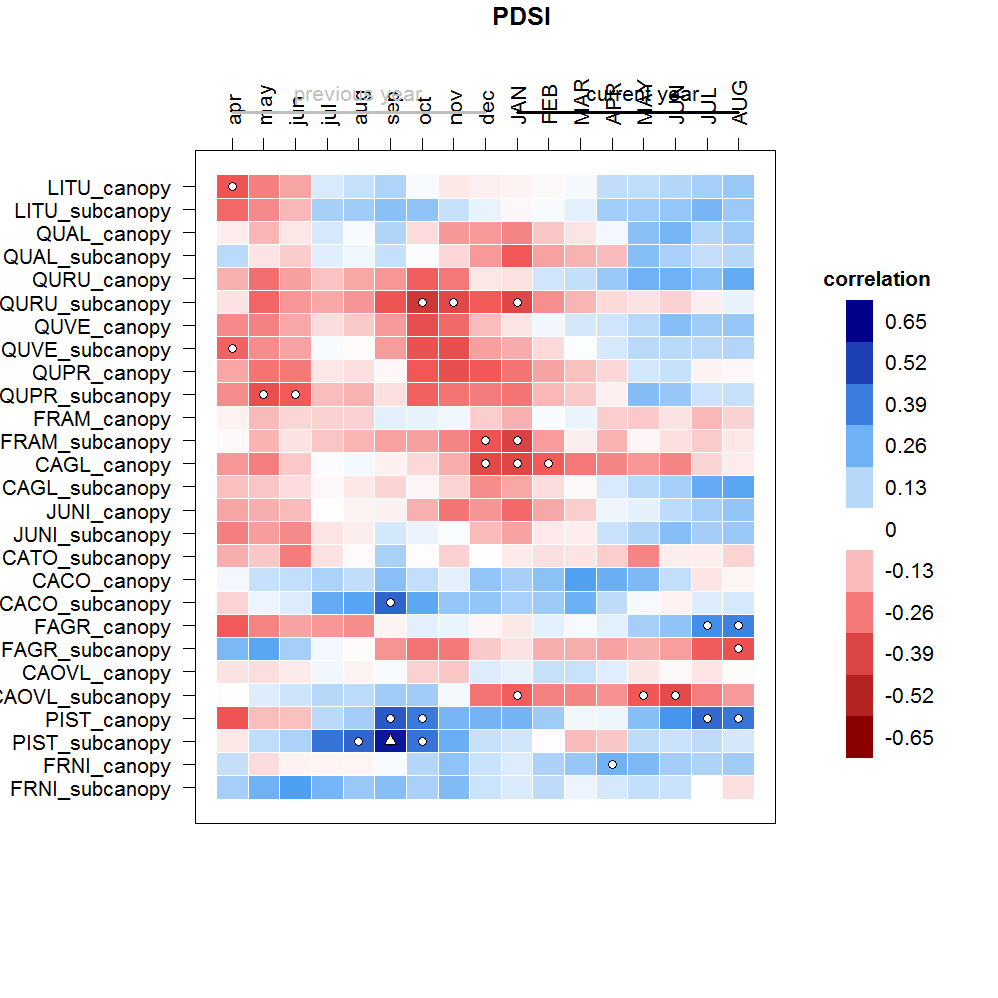 PDSI
previous year
current year
apr
may
jun
jul
aug
sep
oct
nov
dec
JAN
FEB
MAR
APR
MAY
JUN
JUL
AUG
LITU_canopy
LITU_subcanopy
QUAL_canopy
QUAL_subcanopy
QURU_canopy
QURU_subcanopy
QUVE_canopy
QUVE_subcanopy
QUPR_canopy
QUPR_subcanopy
FRAM_canopy
FRAM_subcanopy
CAGL_canopy
CAGL_subcanopy
JUNI_canopy
JUNI_subcanopy
CATO_subcanopy
CACO_canopy
CACO_subcanopy
FAGR_canopy
FAGR_subcanopy
CAOVL_canopy
CAOVL_subcanopy
PIST_canopy
PIST_subcanopy
FRNI_canopy
FRNI_subcanopy
correlation
0.65
0.52
0.39
0.26
0.13
0
-0.13
-0.26
-0.39
-0.52
-0.65